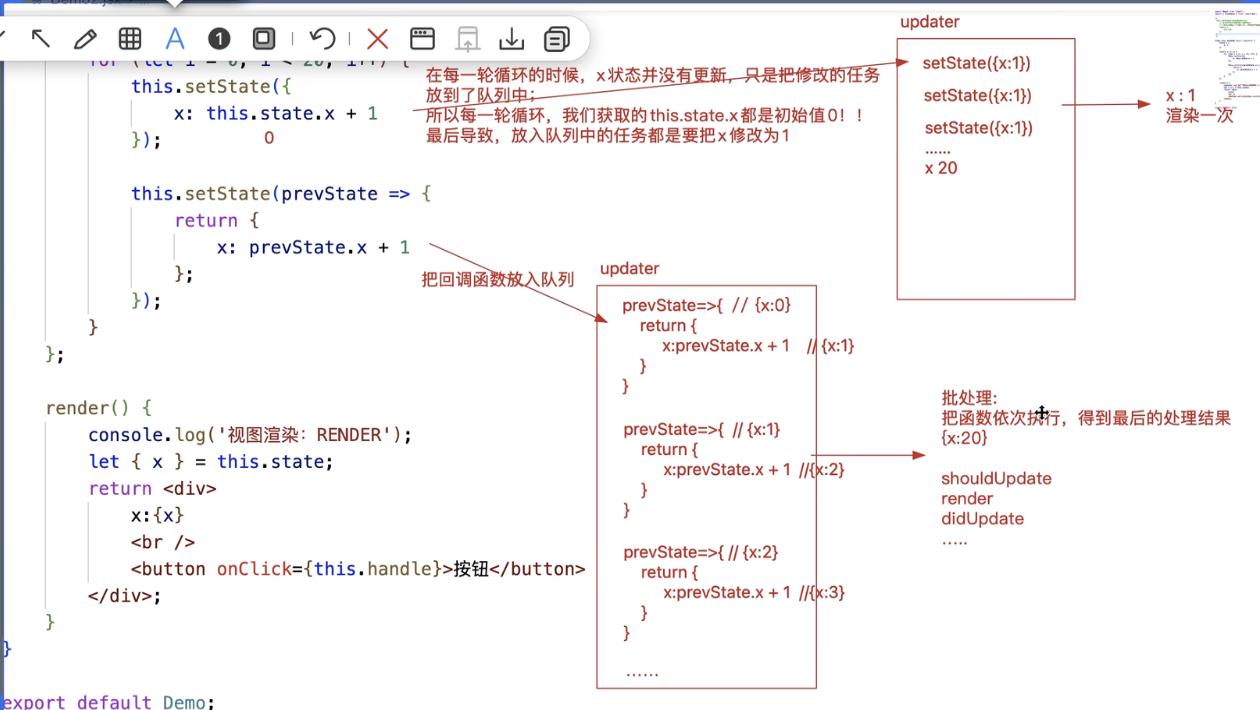 updater
for (let i = 0; i < 20; i++) {
this.setState({
x: this.state.x + 1
0
});
在每一轮循环的时候，x状态并没有更新，只是把修改的任务
放到了队列中；
所以每一轮循环，我们获取的this.state.x都是初始值0！！
最后导致，放入队列中的任务都是要把x修改为1
setState({x:1})
setState({x:1})
setState({x:1})
......
x 20
x : 1
渲染一次
this.setState(prevState => {
return {
x: prevState.x + 1
};
});
}
};
把回调函数放入队列
updater
prevState=>{ // {x:0}
return {
x:prevState.x + 1 // {x:1}
}
}
prevState=>{ // {x:1}
return {
x:prevState.x + 1 //{x:2}
}
}
prevState=>{ // {x:2}
return {
x:prevState.x + 1 //{x:3}
}
}
......
批处理:
把函数依次执行，得到最后的处理结果
{x:20}
shouldUpdate
render
didUpdate
.....
render() {
console.log('视图渲染：RENDER');
let { x } = this.state;
return <div>
x:{x}
<br />
<button onClick={this.handle}>按钮</button>
</div>;
}
}
export default Demo;